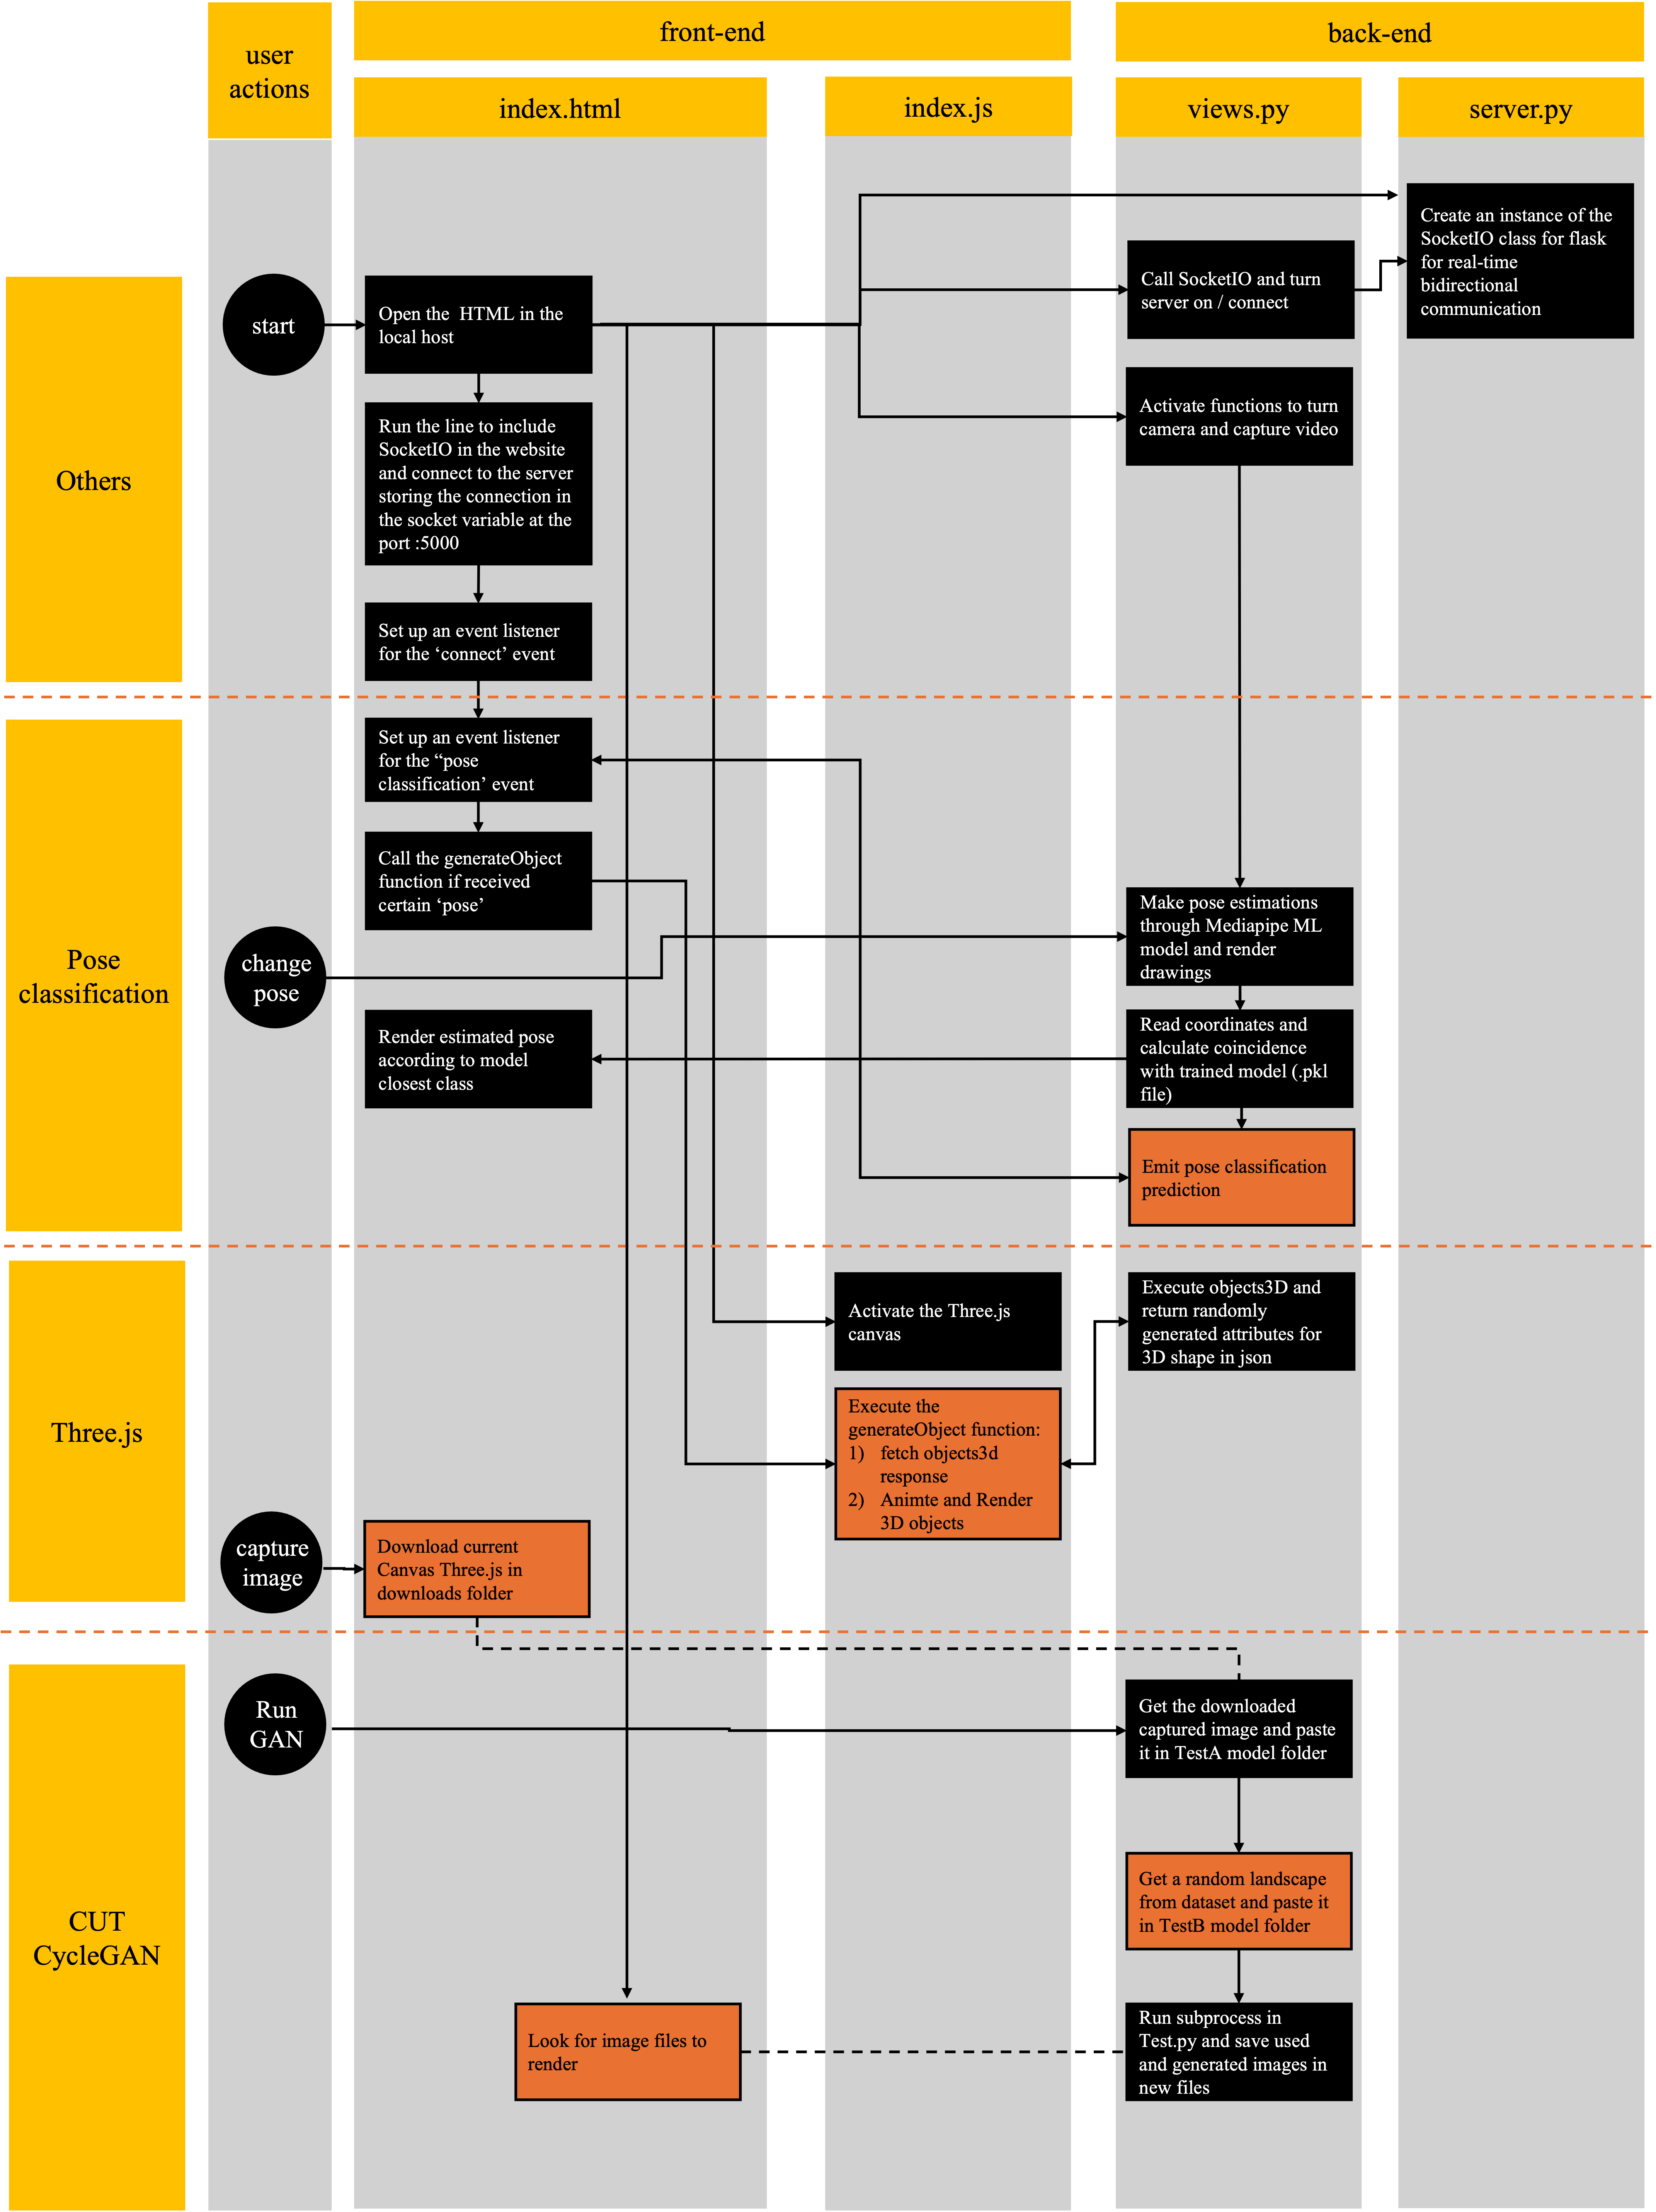 user
actions
front-end
back-end
index.html
index.js
views.py
server.py
Others
start
Open the  HTML in the
local host
Run the line to include
SocketIO in the website
and connect to the server
storing the connection in
the socket variable at the
port :5000
Set up an event listener
for the ‘connect’ event
Call SocketIO and turn
server on / connect
Activate functions to turn
camera and capture video
Create an instance of the
SocketIO class for flask
for real-time
bidirectional
communication
Pose
classification
Set up an event listener
for the “pose
classification’ event
Call the generateObject
function if received
certain ‘pose’
change
pose
Render estimated pose
according to model
closest class
Make pose estimations
through Mediapipe ML
model and render
drawings
Read coordinates and
calculate coincidence
with trained model (.pkl
file)
Emit pose classification
prediction
Three.js
Activate the Three.js
canvas
Execute objects3D and
return randomly
generated attributes for
3D shape in json
Execute the
generateObject function:
1) fetch objects3d
response
2) Animte and Render
3D objects
capture
image
Download current
Canvas Three.js in
downloads folder
CUT
CycleGAN
Run
GAN
Get the downloaded
captured image and paste
it in TestA model folder
Get a random landscape
from dataset and paste it
in TestB model folder
Look for image files to
render
Run subprocess in
Test.py and save used
and generated images in
new files